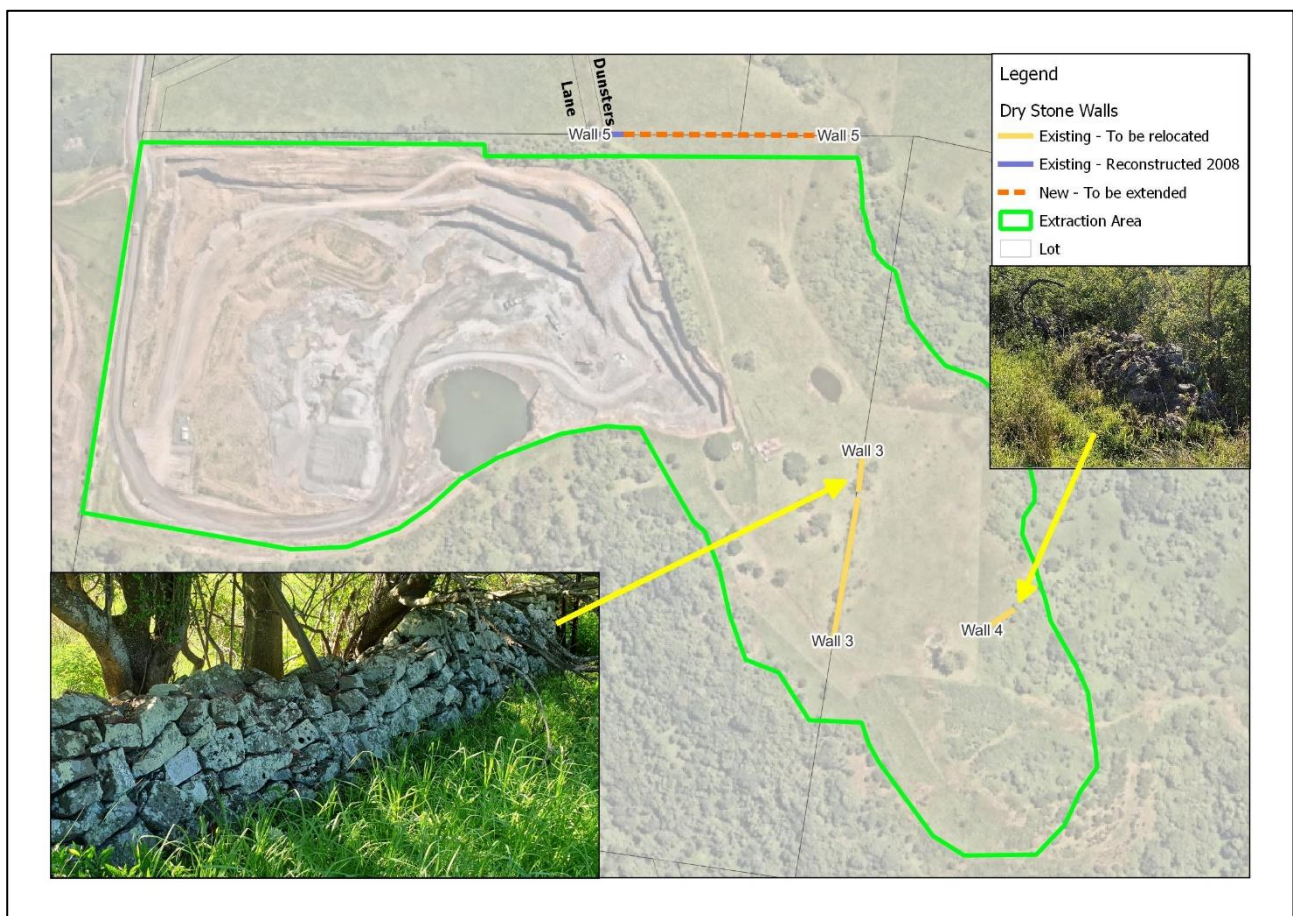 Dunsters
Lane
Wall 5
Wall 5
Legend
Dry Stone Walls
Existing - To be relocated
Existing - Reconstructed 2008
New - To be extended
Extraction Area
Lot
Wall 3
Wall 3
Wall 4